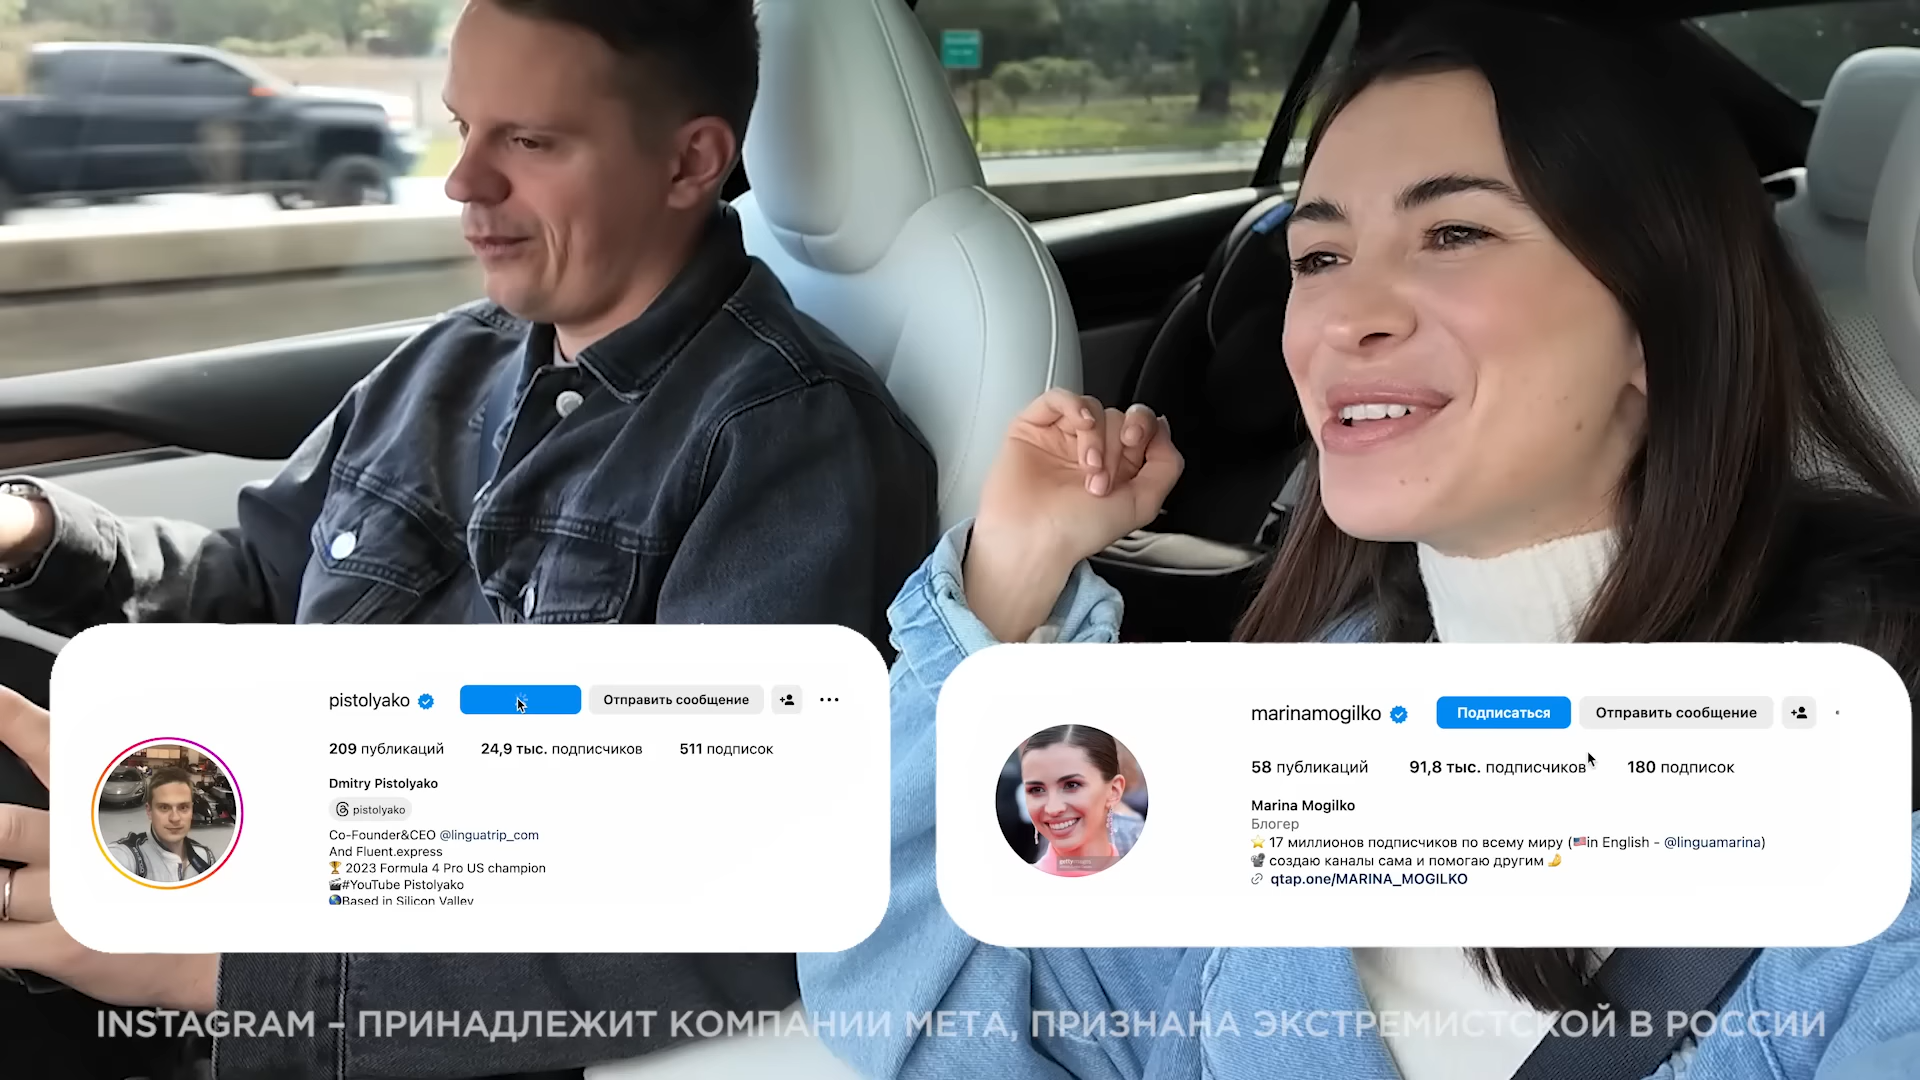 pistolyako
Отправить сообщение
209 публикаций 24,9 тыс. подписчиков 511 подписок
Dmitry Pistolyako
pistolyako
Co-Founder&CEO @linguatrip_com
And Fluent.express
🏆 2023 Formula 4 Pro US champion
🎬#YouTube Pistolyako
🌎Based in Silicon Valley
marinamogilko
Подписаться Отправить сообщение
58 публикаций 91,8 тыс. подписчиков 180 подписок
Marina Mogilko
Блогер
⭐ 17 миллионов подписчиков по всему миру (🇺🇸in English - @linguamarina)
📽 создаю каналы сама и помогаю другим 🤌
qtap.one/MARINA_MOGILKO
INSTAGRAM – ПРИНАДЛЕЖИТ КОМПАНИИ МЕТА, ПРИЗНАНА ЭКСТРЕМИСТСКОЙ В РОССИИ